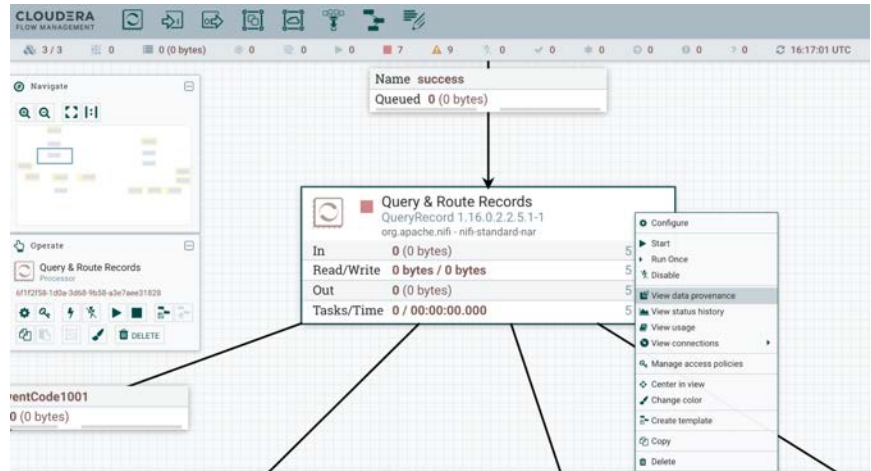 CLOUDERA
FLOW MANAGEMENT
3 / 3 0 0 (0 bytes) 0 0 0 7 9 0 0 0 0 0 0 16:17:01 UTC
Navigate
Operate
Query & Route Records
Processor
6f1f2f58-1d0a-3d68-9b58-a3e7aee31828
DELETE
Name success
Queued 0 (0 bytes)
Query & Route Records
QueryRecord 1.16.0.2.2.5.1-1
org.apache.nifi - nifi-standard-nar
In 0 (0 bytes) 5
Read/Write 0 bytes / 0 bytes 5
Out 0 (0 bytes) 5
Tasks/Time 0 / 00:00:00.000 5
Configure
Start
Run Once
Disable
View data provenance
View status history
View usage
View connections
Manage access policies
Center in view
Change color
Create template
Copy
Delete
ventCode1001
0 (0 bytes)